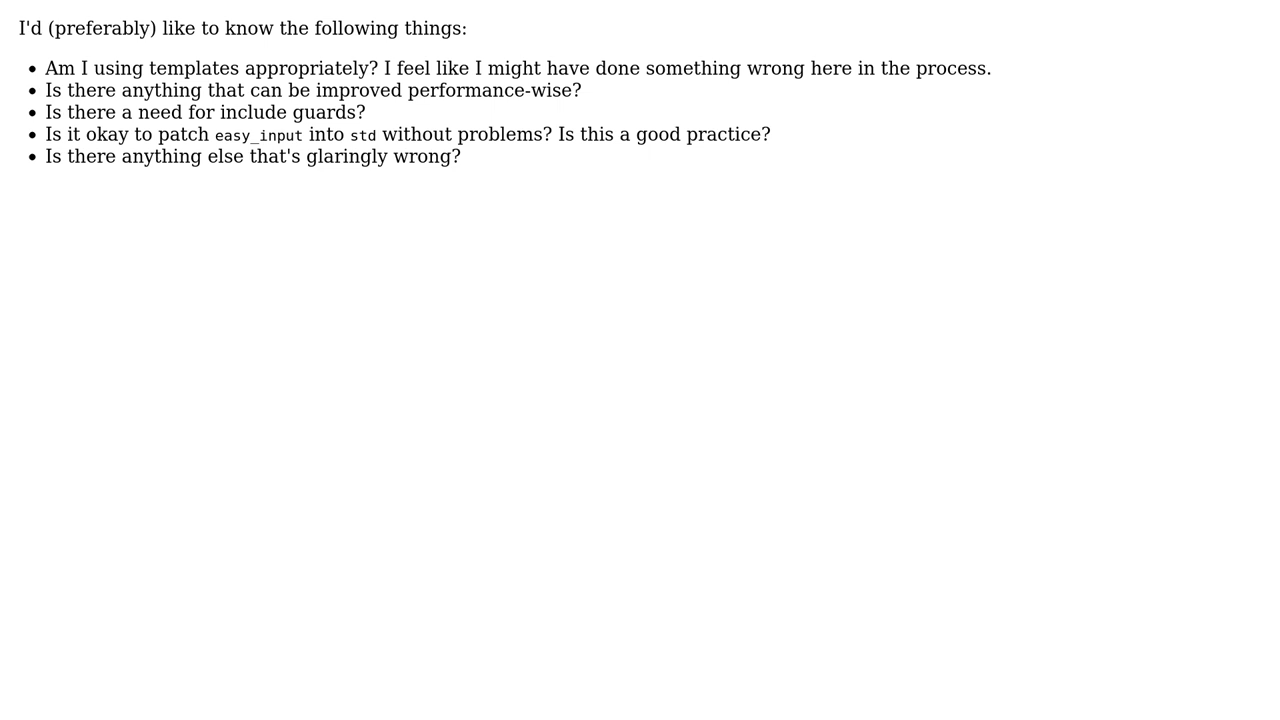 I'd (preferably) like to know the following things:
• Am I using templates appropriately? I feel like I might have done something wrong here in the process.
• Is there anything that can be improved performance-wise?
• Is there a need for include guards?
• Is it okay to patch easy_input into std without problems? Is this a good practice?
• Is there anything else that's glaringly wrong?